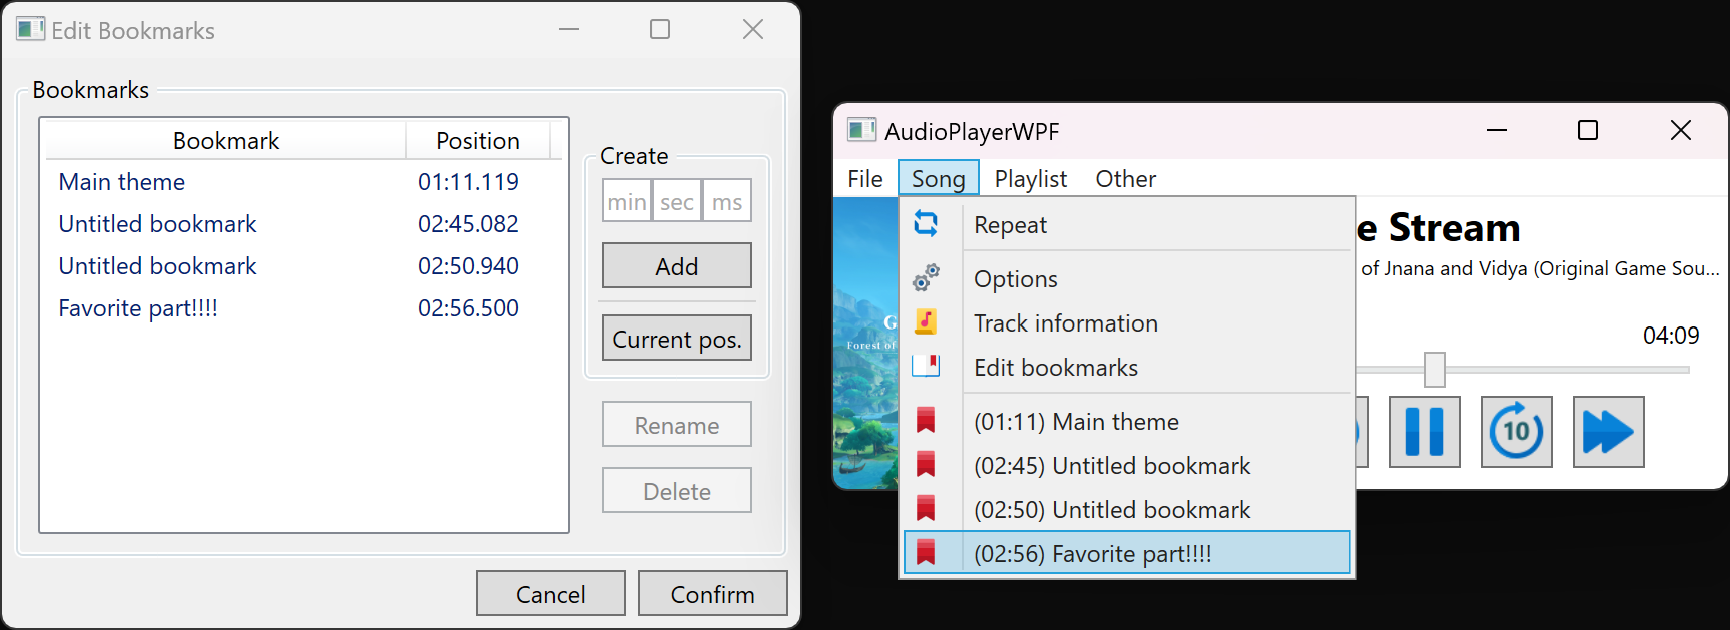 Edit Bookmarks
Bookmarks
Bookmark Position
Main theme 01:11.119
Untitled bookmark 02:45.082
Untitled bookmark 02:50.940
Favorite part!!!! 02:56.500
Create
min sec ms
Add
Current pos.
Rename
Delete
Cancel Confirm
AudioPlayerWPF
File Song Playlist Other
Repeat
Options
Track information
Edit bookmarks
(01:11) Main theme
(02:45) Untitled bookmark
(02:50) Untitled bookmark
(02:56) Favorite part!!!!
e Stream
of Jnana and Vidya (Original Game Sou...
04:09
10
G
Forest of